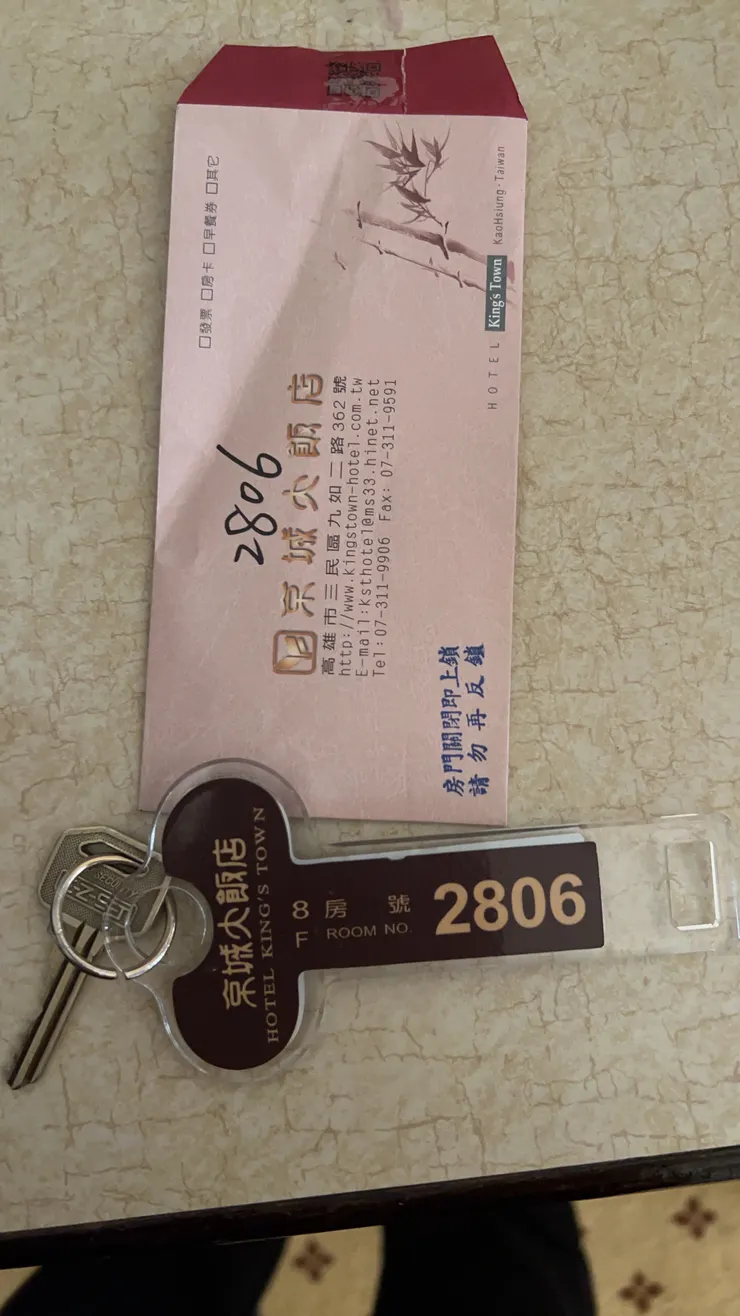 □發票 □房卡 □早餐券 □其它
2806
京城大飯店
高雄市三民區九如二路362號
http://www.kingstown-hotel.com.tw
E-mail:ksthotel@ms33.hinet.net
Tel:07-311-9906 Fax: 07-311-9591
HOTEL King's Town KaoHsiung·Taiwan
房門關閉即上鎖
請勿再反鎖
京城大飯店
HOTEL KING'S TOWN
8F
房號
ROOM NO.
2806